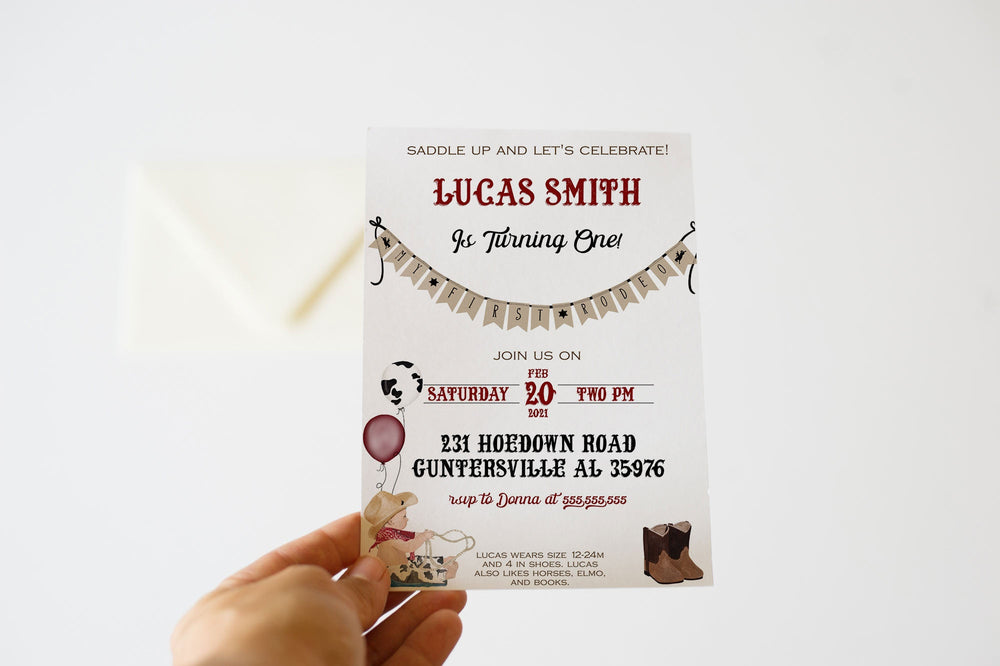 SADDLE UP AND LET'S CELEBRATE!
LUCAS SMITH
Is Turning One!
MY FIRST RODEO
JOIN US ON
FEB
SATURDAY 20 TWO PM
2021
231 HOEDOWN ROAD
GUNTERSVILLE AL 35976
rsvp to Donna at 555,555,555
LUCAS WEARS SIZE 12-24M
AND 4 IN SHOES. LUCAS
ALSO LIKES HORSES, ELMO,
AND BOOKS.